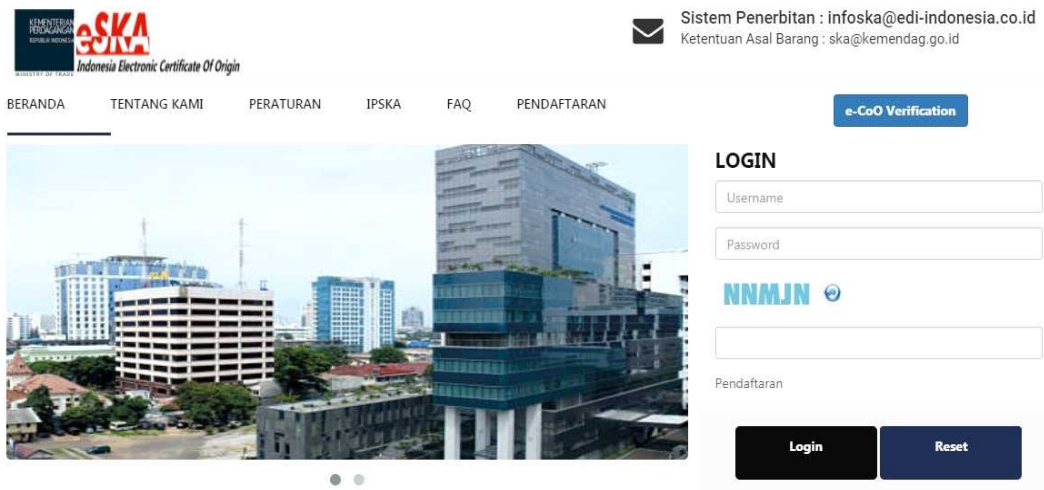 KEMENTERIAN
PERDAGANGAN
REPUBLIK INDONESIA
MINISTRY OF TRADE
eSKA
Indonesia Electronic Certificate Of Origin
Sistem Penerbitan : infoska@edi-indonesia.co.id
Ketentuan Asal Barang : ska@kemendag.go.id
BERANDA TENTANG KAMI PERATURAN IPSKA FAQ PENDAFTARAN
e-CoO Verification
LOGIN
Username
Password
NNMJN
Pendaftaran
Login Reset